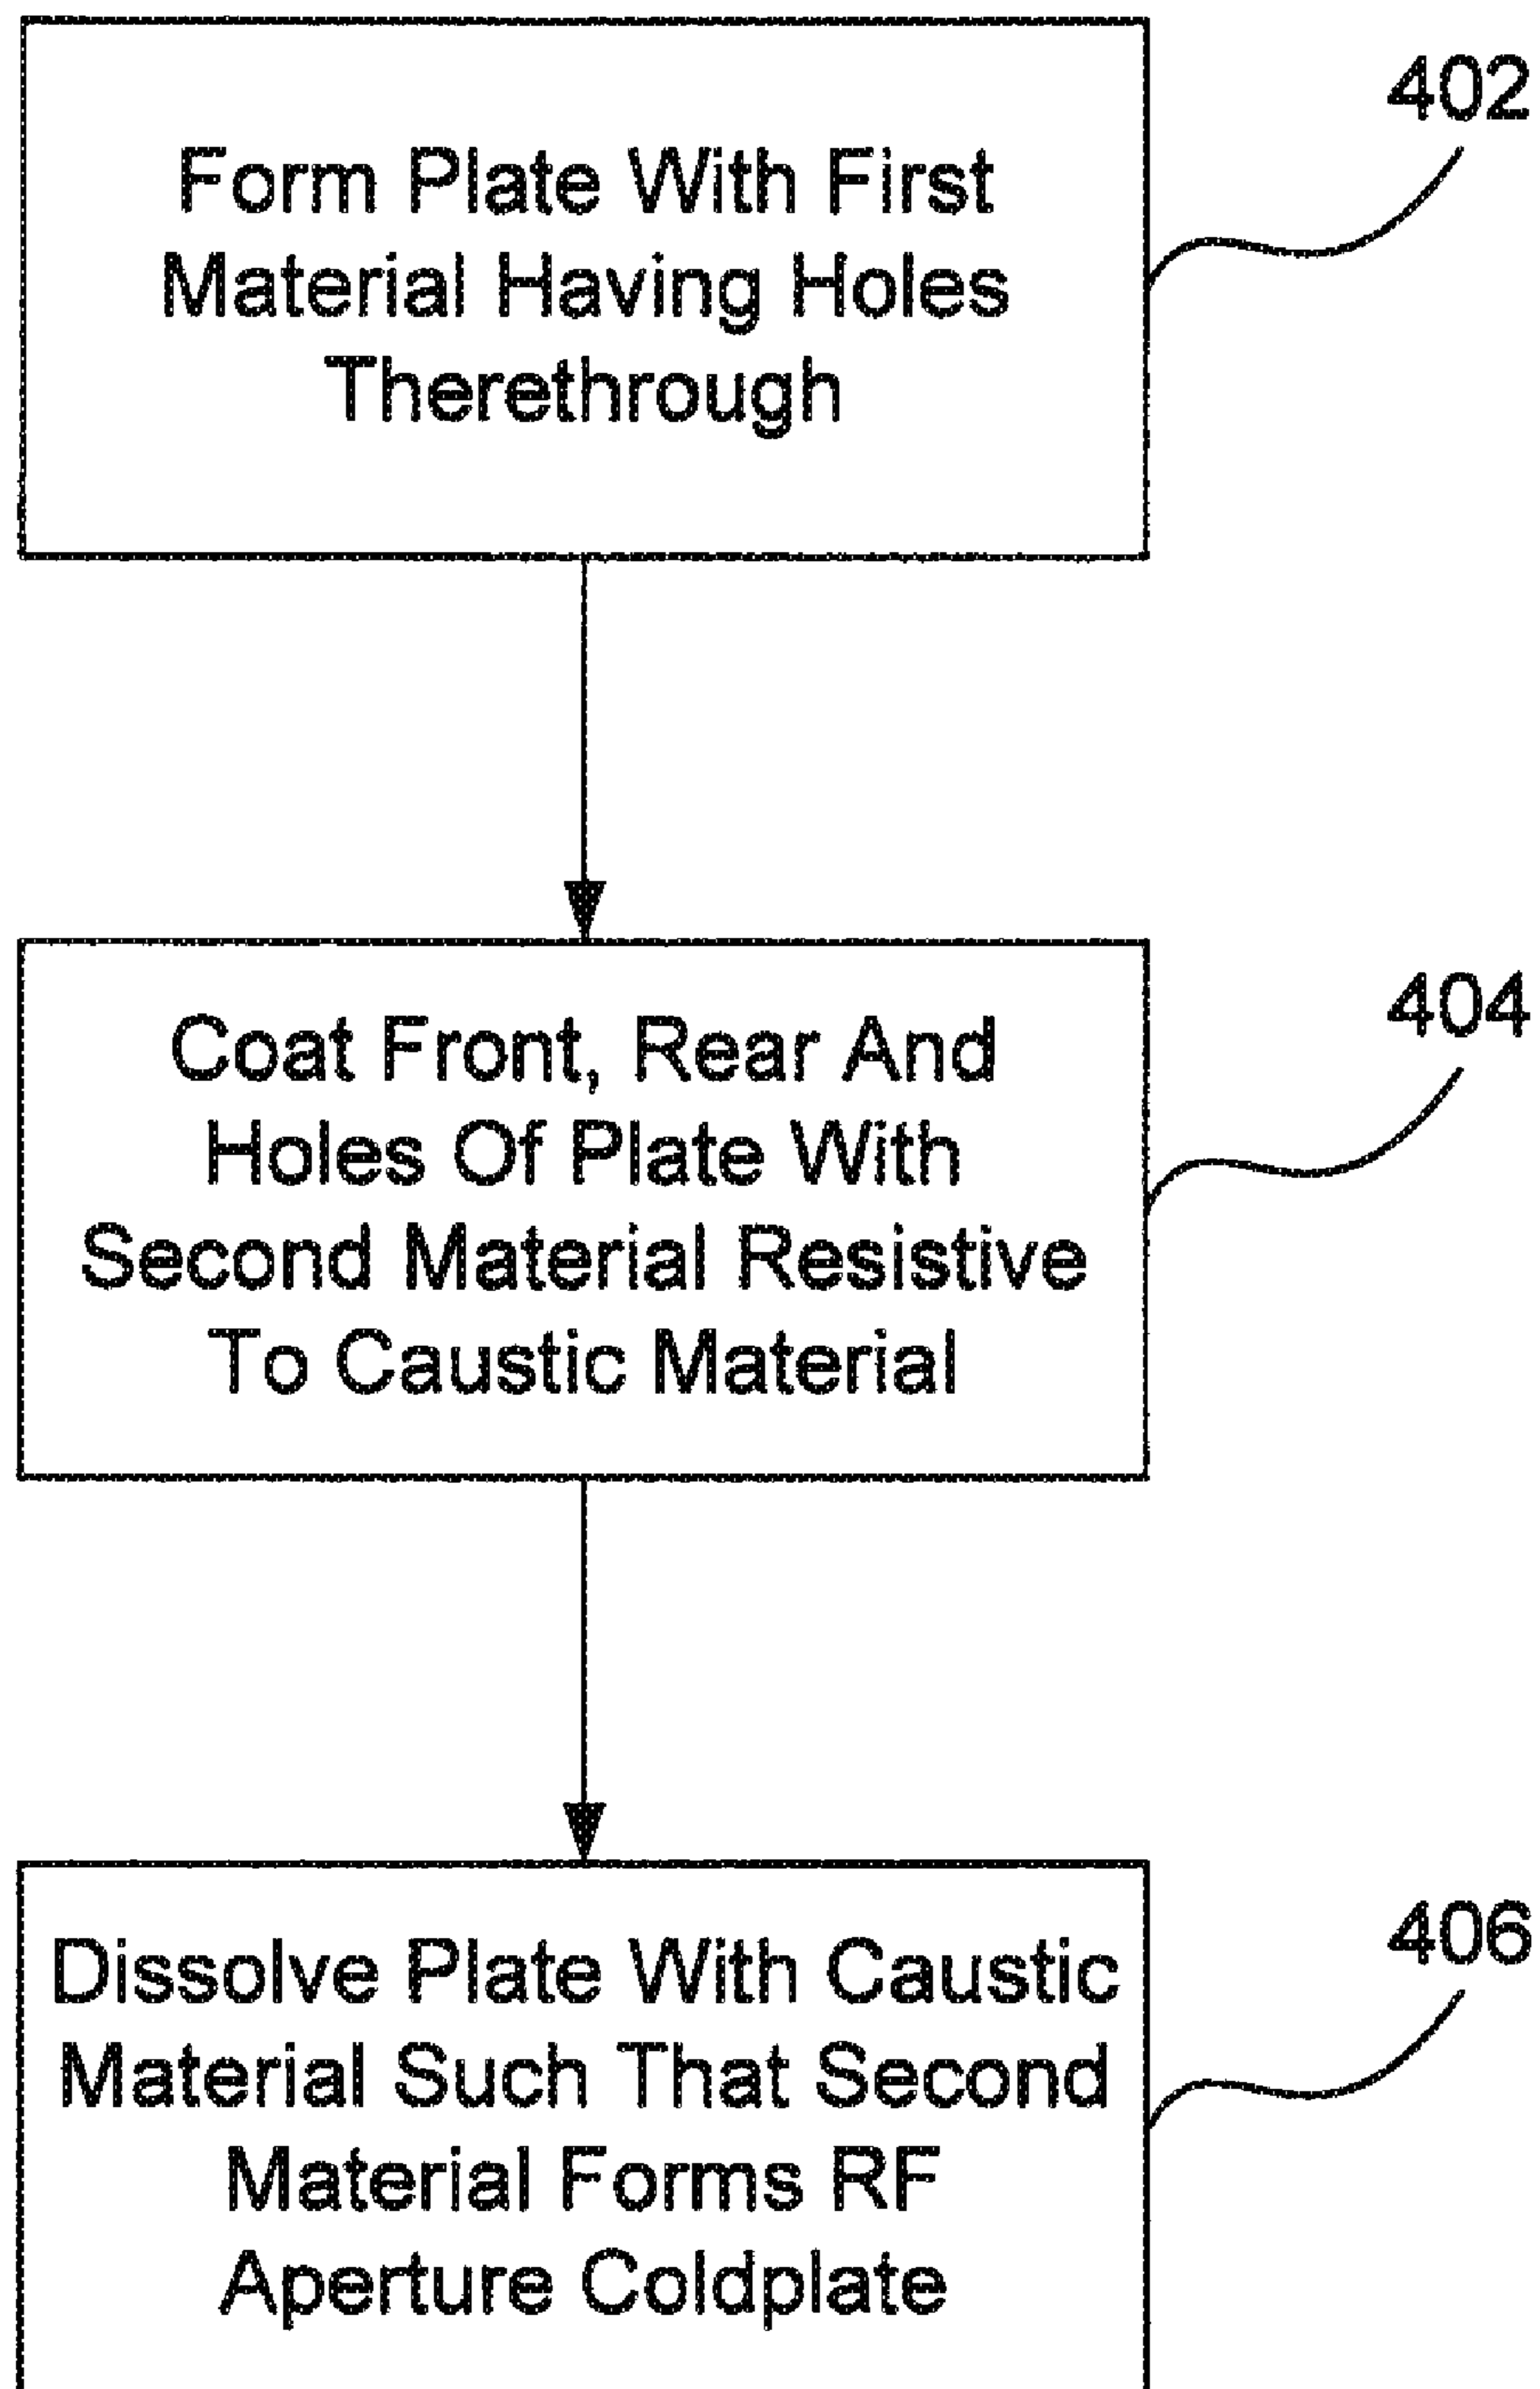 402
Form Plate With First
Material Having Holes
Therethrough
404
Coat Front, Rear And
Holes Of Plate With
Second Material Resistive
To Caustic Material
406
Dissolve Plate With Caustic
Material Such That Second
Material Forms RF
Aperture Coldplate